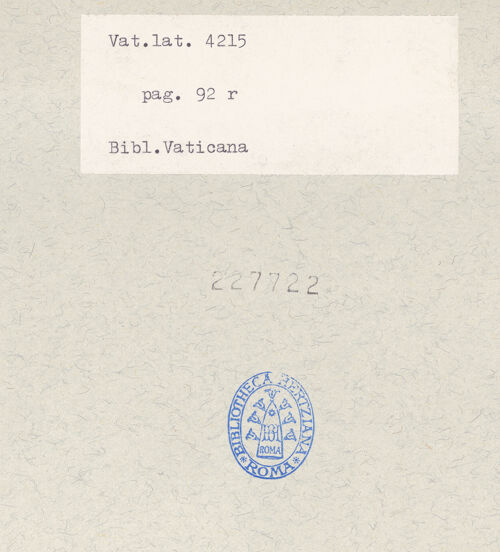 Vat.lat. 4215
pag. 92 r
Bibl.Vaticana
227722
BIBLIOTHECA HERTZIANA
ROMA
* ROMA *